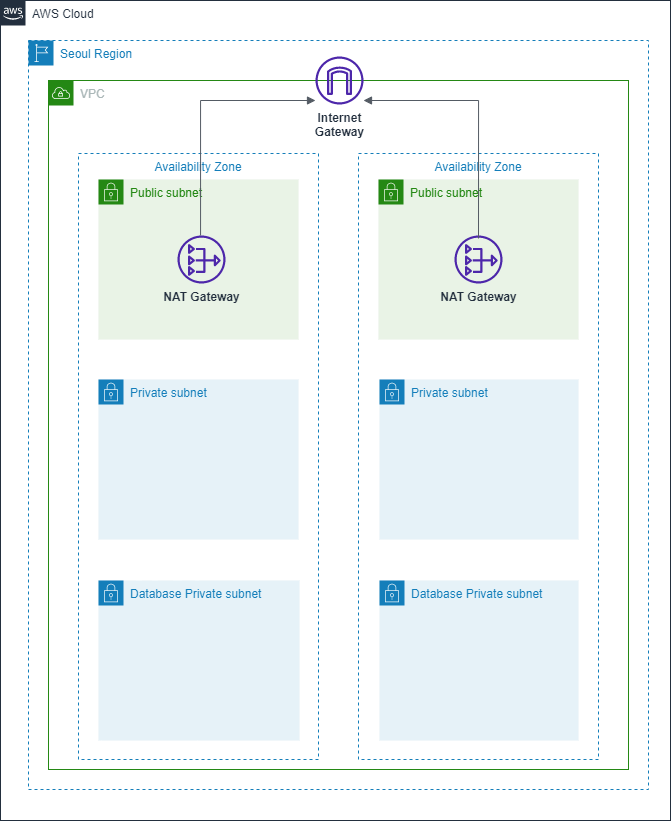 aws
AWS Cloud
Seoul Region
VPC
Internet
Gateway
Availability Zone
Availability Zone
Public subnet
Public subnet
NAT Gateway
NAT Gateway
Private subnet
Private subnet
Database Private subnet
Database Private subnet